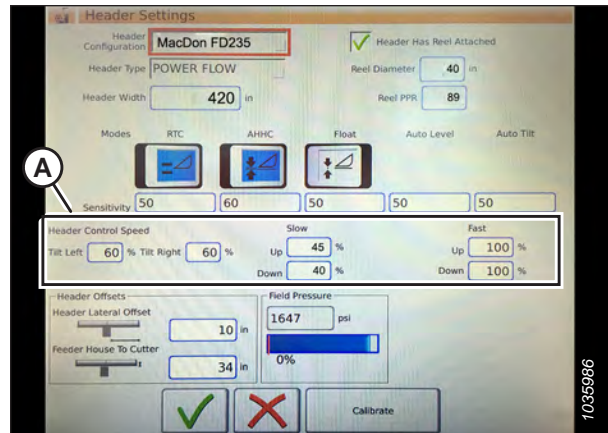 Header Settings
Header Configuration MacDon FD235 Header Has Reel Attached
Header Type POWER FLOW Reel Diameter 40 in
Header Width 420 in Reel PPR 89
Modes RTC AHHC Float Auto Level Auto Tilt
A
Sensitivity 50 60 50 50 50
Header Control Speed Slow Fast
Tilt Left 60 % Tilt Right 60 % Up 45 % Up 100 %
Down 40 % Down 100 %
Header Offsets Field Pressure
Header Lateral Offset 1647 psi
10 in
Feeder House To Cutter 0%
34 in
Calibrate
1035986